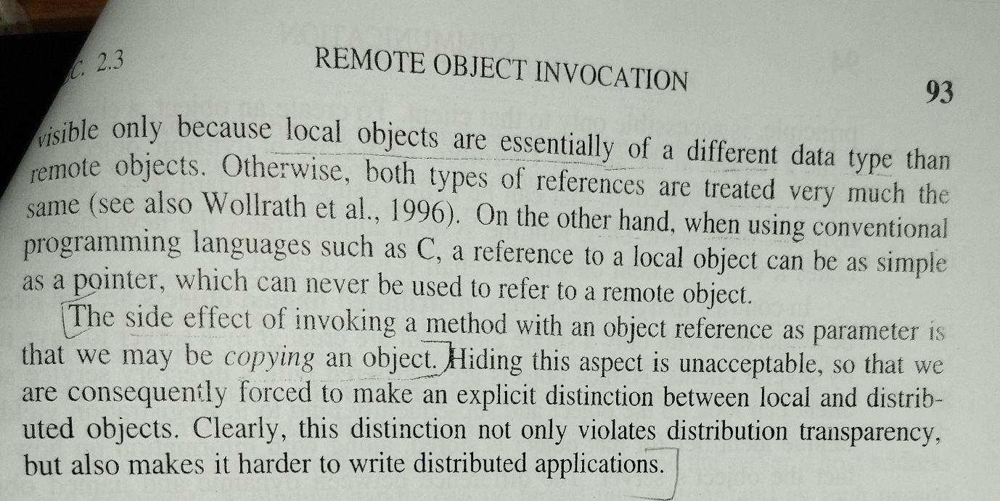 C. 2.3 REMOTE OBJECT INVOCATION 93
visible only because local objects are essentially of a different data type than
remote objects. Otherwise, both types of references are treated very much the
same (see also Wollrath et al., 1996). On the other hand, when using conventional
programming languages such as C, a reference to a local object can be as simple
as a pointer, which can never be used to refer to a remote object.
The side effect of invoking a method with an object reference as parameter is
that we may be copying an object. Hiding this aspect is unacceptable, so that we
are consequently forced to make an explicit distinction between local and distrib-
uted objects. Clearly, this distinction not only violates distribution transparency,
but also makes it harder to write distributed applications.